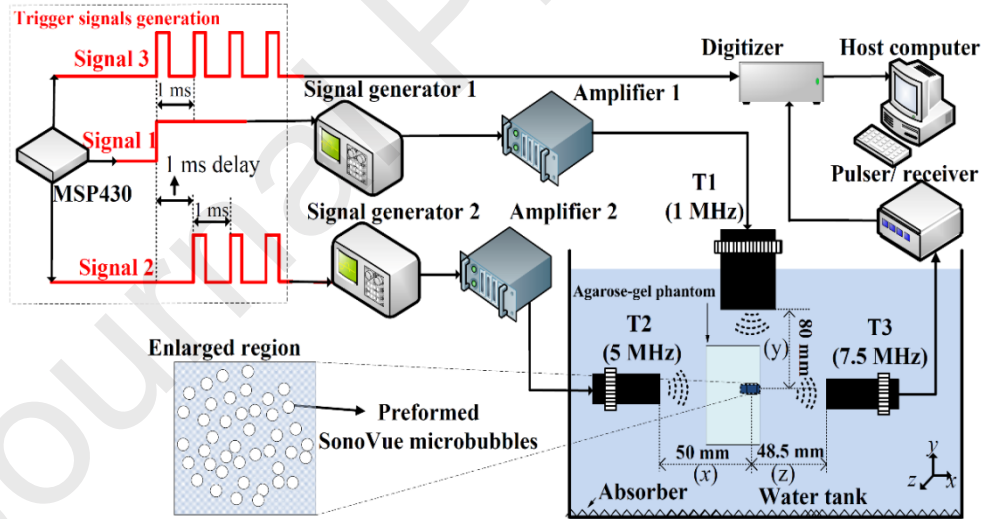 Trigger signals generation
Signal 3
1 ms
Signal 1
1 ms delay
MSP430
1 ms
Signal 2
Signal generator 1
Amplifier 1
Signal generator 2
Amplifier 2
Digitizer
Host computer
Pulser/ receiver
T1
(1 MHz)
Agarose-gel phantom
T2
(5 MHz)
80 mm
(y)
T3
(7.5 MHz)
Enlarged region
Preformed
SonoVue microbubbles
50 mm
(x)
48.5 mm
(z)
y
z
x
Absorber
Water tank